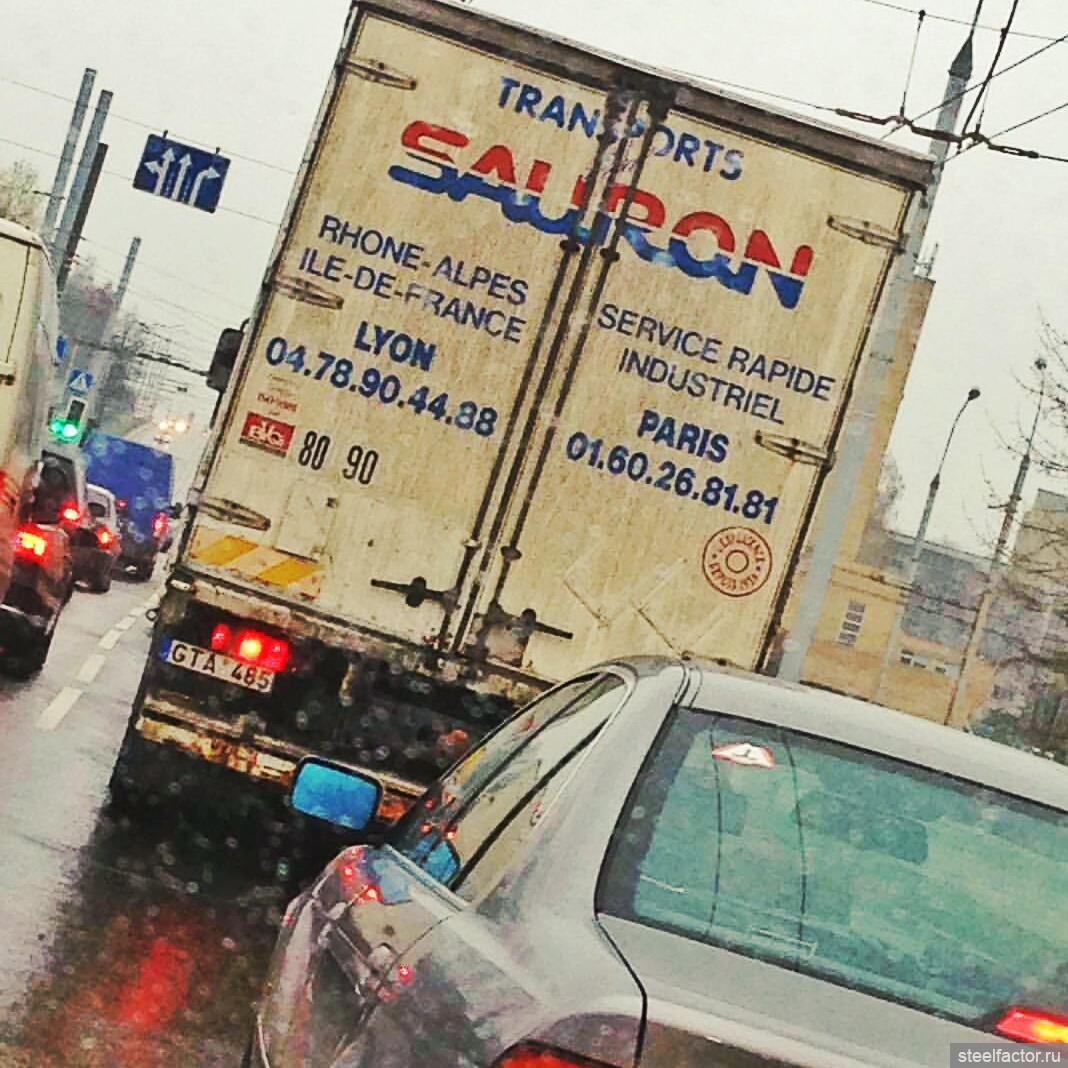 TRANSPORTS
SAURON
RHONE-ALPES
ILE-DE-FRANCE
LYON
04.78.90.44.88
SERVICE RAPIDE
INDUSTRIEL
PARIS
01.60.26.81.81
80 90
DEPUIS
GTA 485
steelfactor.ru